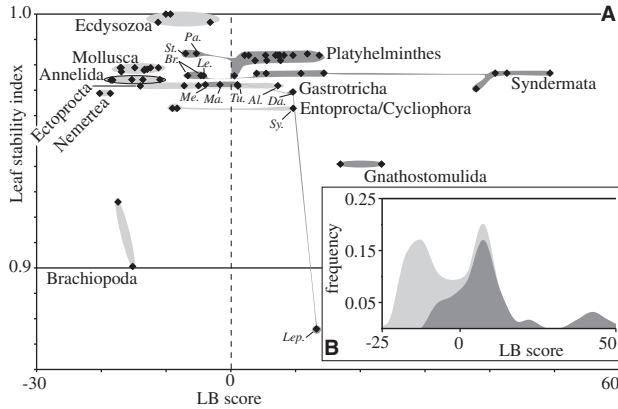 A
1.0
Ecdysozoa
Pa.
St.
Br.
Le.
Platyhelminthes
Mollusca
Annelida
Syndermata
Ectoprocta
Nemertea
Me.
Ma.
Tu.
Al.
Da.
Gastrotricha
Entoprocta/Cycliophora
Sy.
Leaf stability index
Gnathostomulida
0.9
Brachiopoda
Lep.
-30
0
60
LB score
0.25
0.15
0.05
frequency
B
-25
0
50
LB score